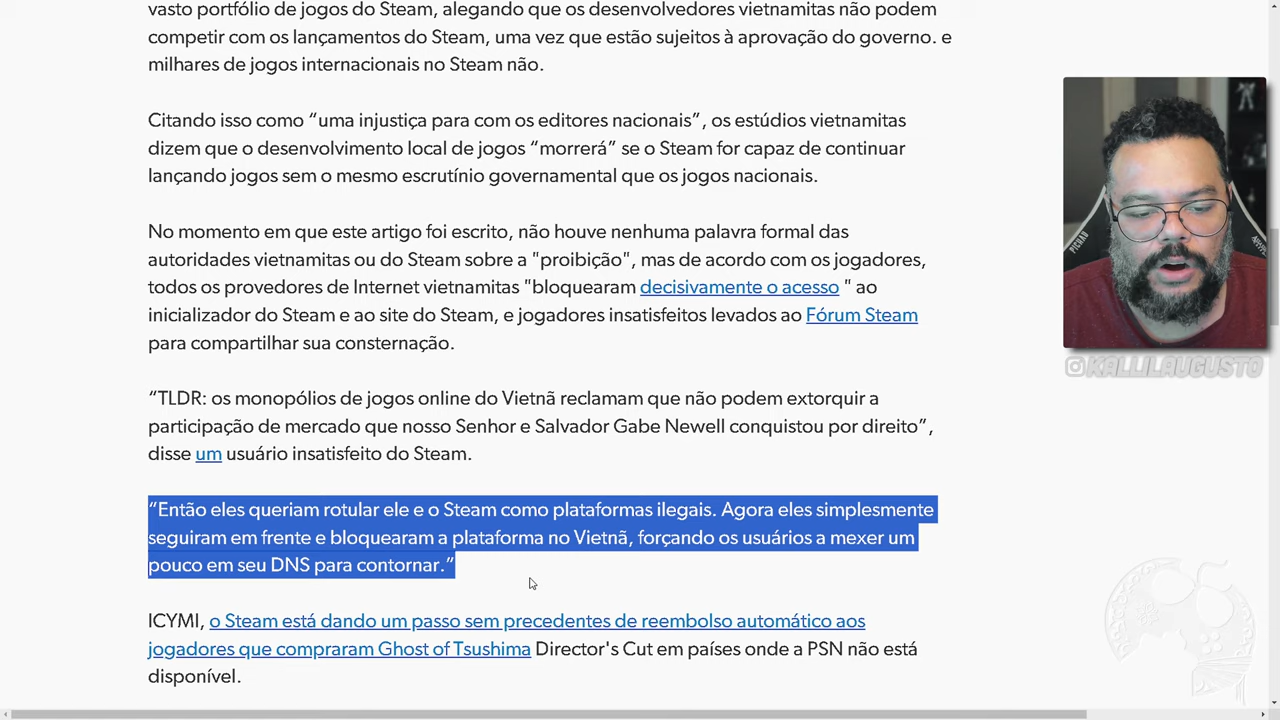 vasto portfólio de jogos do Steam, alegando que os desenvolvedores vietnamitas não podem
competir com os lançamentos do Steam, uma vez que estão sujeitos à aprovação do governo. e
milhares de jogos internacionais no Steam não.
Citando isso como “uma injustiça para com os editores nacionais”, os estúdios vietnamitas
dizem que o desenvolvimento local de jogos “morrerá” se o Steam for capaz de continuar
lançando jogos sem o mesmo escrutínio governamental que os jogos nacionais.
No momento em que este artigo foi escrito, não houve nenhuma palavra formal das
autoridades vietnamitas ou do Steam sobre a "proibição", mas de acordo com os jogadores,
todos os provedores de Internet vietnamitas "bloquearam decisivamente o acesso " ao
inicializador do Steam e ao site do Steam, e jogadores insatisfeitos levados ao Fórum Steam
para compartilhar sua consternação.
“TLDR: os monopólios de jogos online do Vietnã reclamam que não podem extorquir a
participação de mercado que nosso Senhor e Salvador Gabe Newell conquistou por direito”,
disse um usuário insatisfeito do Steam.
“Então eles queriam rotular ele e o Steam como plataformas ilegais. Agora eles simplesmente
seguiram em frente e bloquearam a plataforma no Vietnã, forçando os usuários a mexer um
pouco em seu DNS para contornar.”
ICYMI, o Steam está dando um passo sem precedentes de reembolso automático aos
jogadores que compraram Ghost of Tsushima Director's Cut em países onde a PSN não está
disponível.
PICHAU
@KALLILAUGUSTO